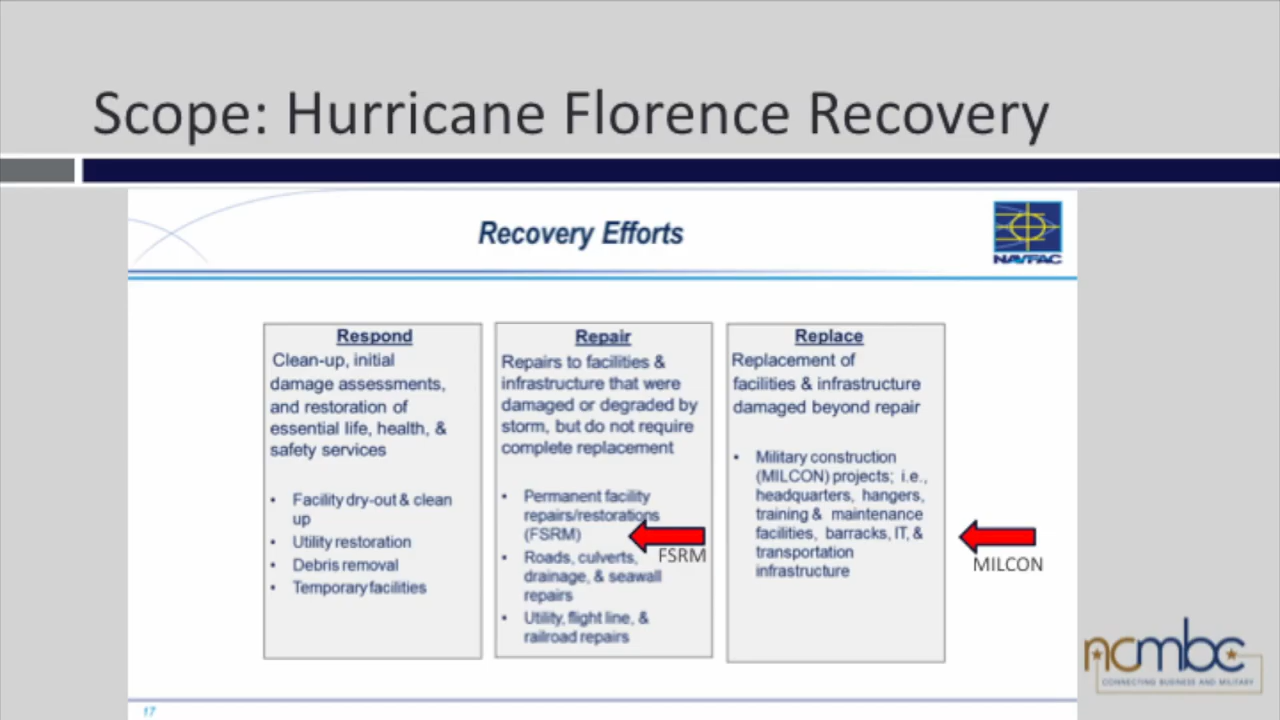 Scope: Hurricane Florence Recovery
Recovery Efforts
NAVFAC
Respond
Clean-up, initial
damage assessments,
and restoration of
essential life, health, &
safety services
• Facility dry-out & clean
up
• Utility restoration
• Debris removal
• Temporary facilities
Repair
Repairs to facilities &
infrastructure that were
damaged or degraded by
storm, but do not require
complete replacement
• Permanent facility
repairs/restorations
(FSRM)
• Roads, culverts,
drainage, & seawall
repairs
• Utility, flight line, &
railroad repairs
FSRM
Replace
Replacement of
facilities & infrastructure
damaged beyond repair
• Military construction
(MILCON) projects; i.e.,
headquarters, hangers,
training & maintenance
facilities, barracks, IT, &
transportation
infrastructure
MILCON
ncmbc
CONNECTING BUSINESS AND MILITARY
17